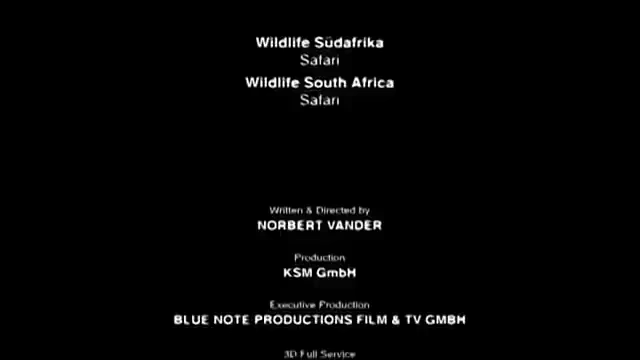 Wildlife Südafrika
Safari
Wildlife South Africa
Safari
Written & Directed by
NORBERT VANDER
Production
KSM GmbH
Executive Production
BLUE NOTE PRODUCTIONS FILM & TV GMBH
3D Full Service